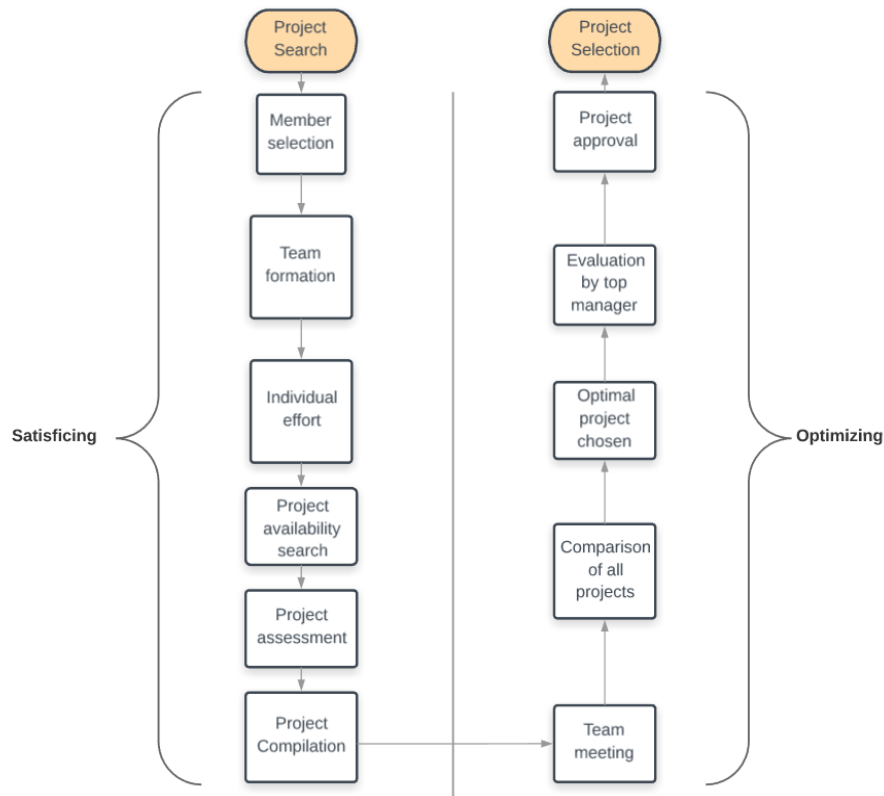 Project
Search
Member
selection
Team
formation
Individual
effort
Project
availability
search
Project
assessment
Project
Compilation
Satisficing
Project
Selection
Project
approval
Evaluation
by top
manager
Optimal
project
chosen
Comparison
of all
projects
Team
meeting
Optimizing